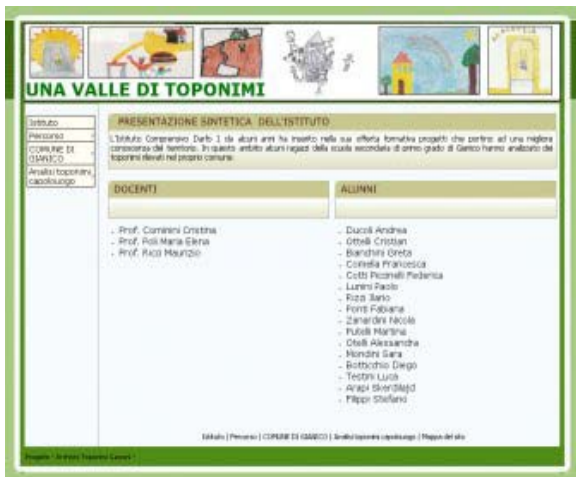 UNA VALLE DI TOPONIMI
Istituto
Percorso
COMUNE DI
GIANICO
Analisi toponimi
capoluogo
PRESENTAZIONE SINTETICA DELL'ISTITUTO
L'Istituto Comprensivo Darfo 1 da alcuni anni ha inserito nella sua offerta formativa progetti che portino ad una migliore
conoscenza del territorio. In questo ambito alcuni ragazzi della scuola secondaria di primo grado di Gianico hanno analizzato dei
toponimi rilevati nel proprio comune.
DOCENTI
- Prof. Cominini Cristina
- Prof. Poli Maria Elena
- Prof. Ricci Maurizio
ALUNNI
- Ducoli Andrea
- Ottelli Cristian
- Bianchini Greta
- Comella Francesca
- Cotti Piccinelli Federica
- Lunini Paolo
- Rizzi Ilario
- Fonti Fabiana
- Zanardini Nicola
- Putelli Martina
- Otelli Alessandra
- Mondini Sara
- Botticchio Diego
- Testini Luca
- Arapi Skerdilajd
- Filippi Stefano
Istituto | Percorso | COMUNE DI GIANICO | Analisi toponimi capoluogo | Mappa del sito